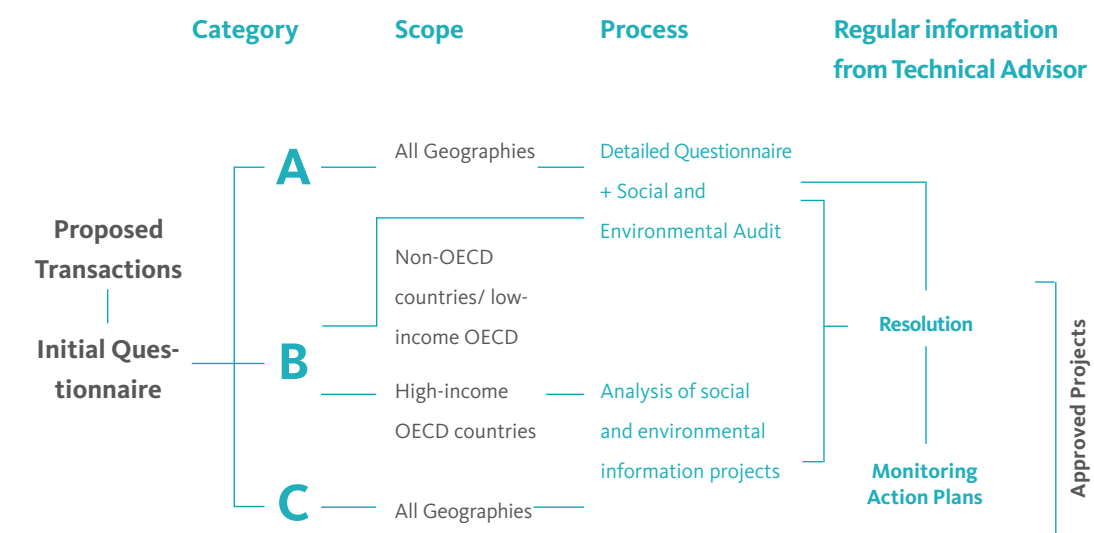 Category
Scope
Process
Regular information
from Technical Advisor
Proposed
Transactions
Initial Ques-
tionnaire
A
All Geographies
Detailed Questionnaire
+ Social and
Environmental Audit
B
Non-OECD
countries/ low-
income OECD
High-income
OECD countries
Analysis of social
and environmental
information projects
C
All Geographies
Resolution
Monitoring
Action Plans
Approved Projects